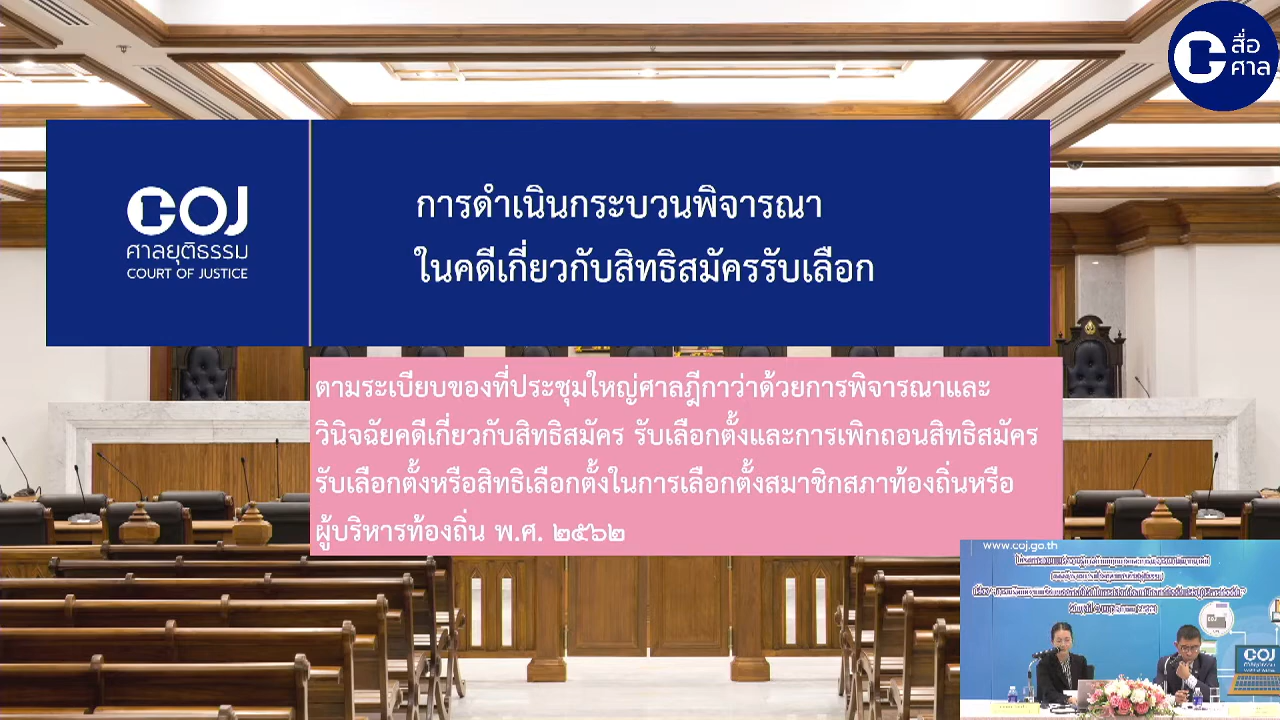 สื่อ
ศาล
COJ
ศาลยุติธรรม
COURT OF JUSTICE
การดำเนินกระบวนพิจารณา
ในคดีเกี่ยวกับสิทธิสมัครรับเลือก
ตามระเบียบของที่ประชุมใหญ่ศาลฎีกาว่าด้วยการพิจารณาและ
วินิจฉัยคดีเกี่ยวกับสิทธิสมัคร รับเลือกตั้งและการเพิกถอนสิทธิสมัคร
รับเลือกตั้งหรือสิทธิเลือกตั้งในการเลือกตั้งสมาชิกสภาท้องถิ่นหรือ
ผู้บริหารท้องถิ่น พ.ศ. ๒๕๖๒
www.coj.go.th
COJ